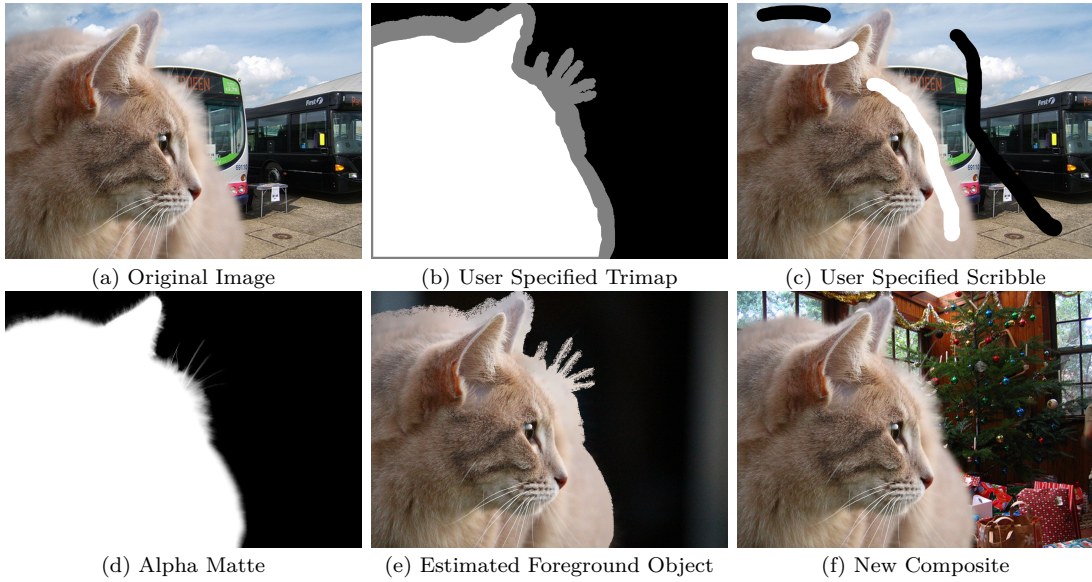 (a) Original Image
(b) User Specified Trimap
(c) User Specified Scribble
(d) Alpha Matte
(e) Estimated Foreground Object
(f) New Composite